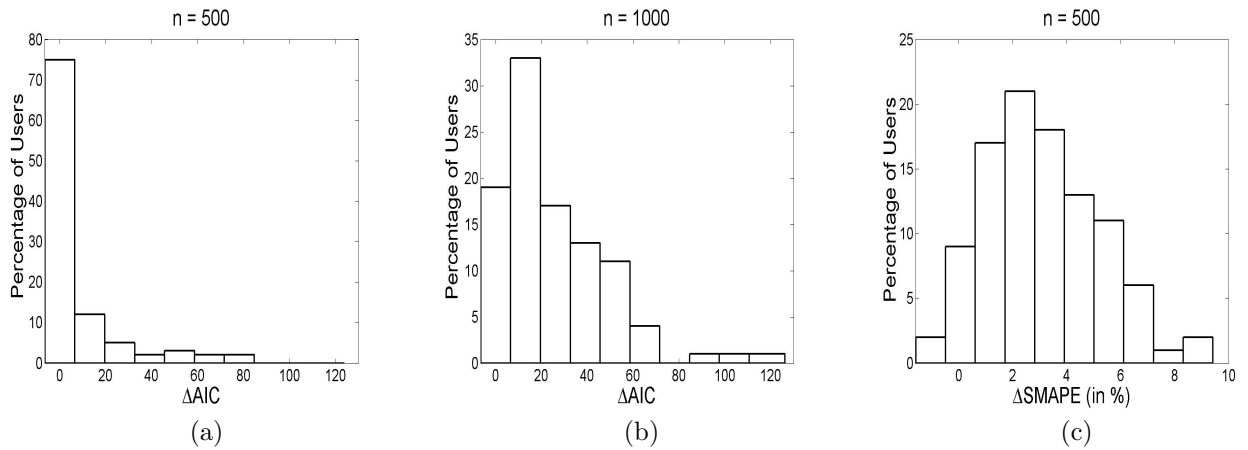 n = 500
Percentage of Users
80
70
60
50
40
30
20
10
0
0 20 40 60 80 100 120
ΔAIC
(a)
n = 1000
Percentage of Users
35
30
25
20
15
10
5
0
0 20 40 60 80 100 120
ΔAIC
(b)
n = 500
Percentage of Users
25
20
15
10
5
0
0 2 4 6 8 10
ΔSMAPE (in %)
(c)